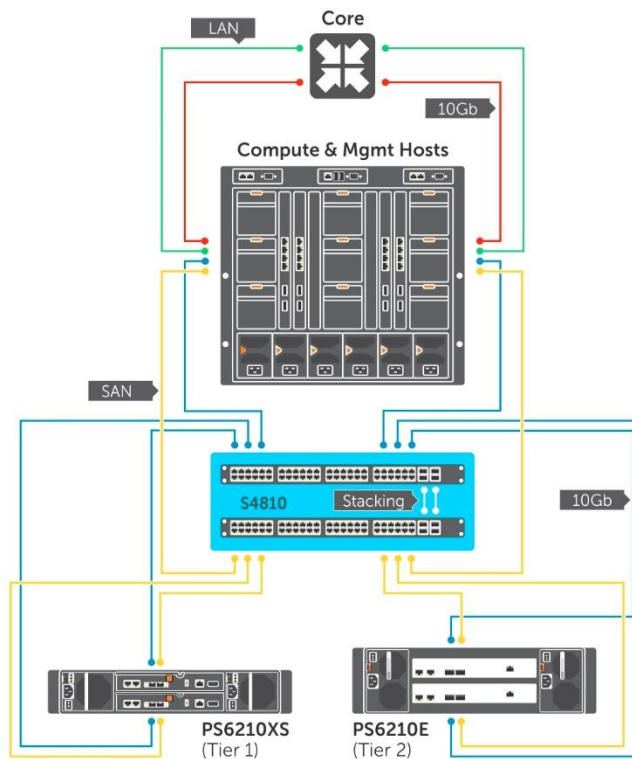 Core
LAN
10Gb
Compute & Mgmt Hosts
SAN
S4810
Stacking
10Gb
PS6210XS
(Tier 1)
PS6210E
(Tier 2)